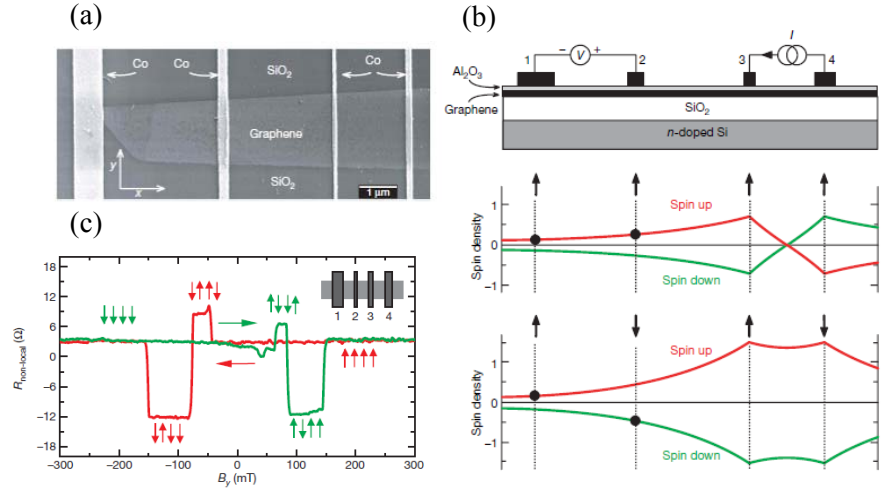 (a)
Co
Co
SiO2
Co
Graphene
y
x
SiO2
1 μm
(b)
I
1
– V +
2
3
4
Al2O3
Graphene
SiO2
n-doped Si
Spin density
1
0
–1
Spin up
Spin down
Spin density
1
0
–1
Spin up
Spin down
(c)
Rnon-local (Ω)
18
12
6
0
–6
–12
–18
1 2 3 4
–300 –200 –100 0 100 200 300
By (mT)